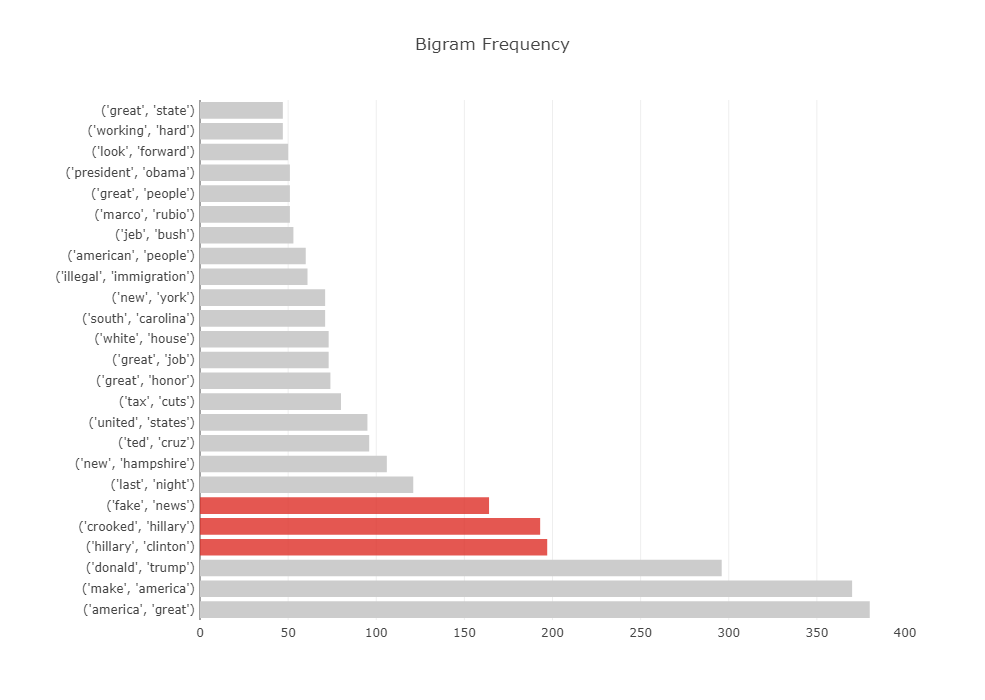 Bigram Frequency
('great', 'state')
('working', 'hard')
('look', 'forward')
('president', 'obama')
('great', 'people')
('marco', 'rubio')
('jeb', 'bush')
('american', 'people')
('illegal', 'immigration')
('new', 'york')
('south', 'carolina')
('white', 'house')
('great', 'job')
('great', 'honor')
('tax', 'cuts')
('united', 'states')
('ted', 'cruz')
('new', 'hampshire')
('last', 'night')
('fake', 'news')
('crooked', 'hillary')
('hillary', 'clinton')
('donald', 'trump')
('make', 'america')
('america', 'great')
0 50 100 150 200 250 300 350 400